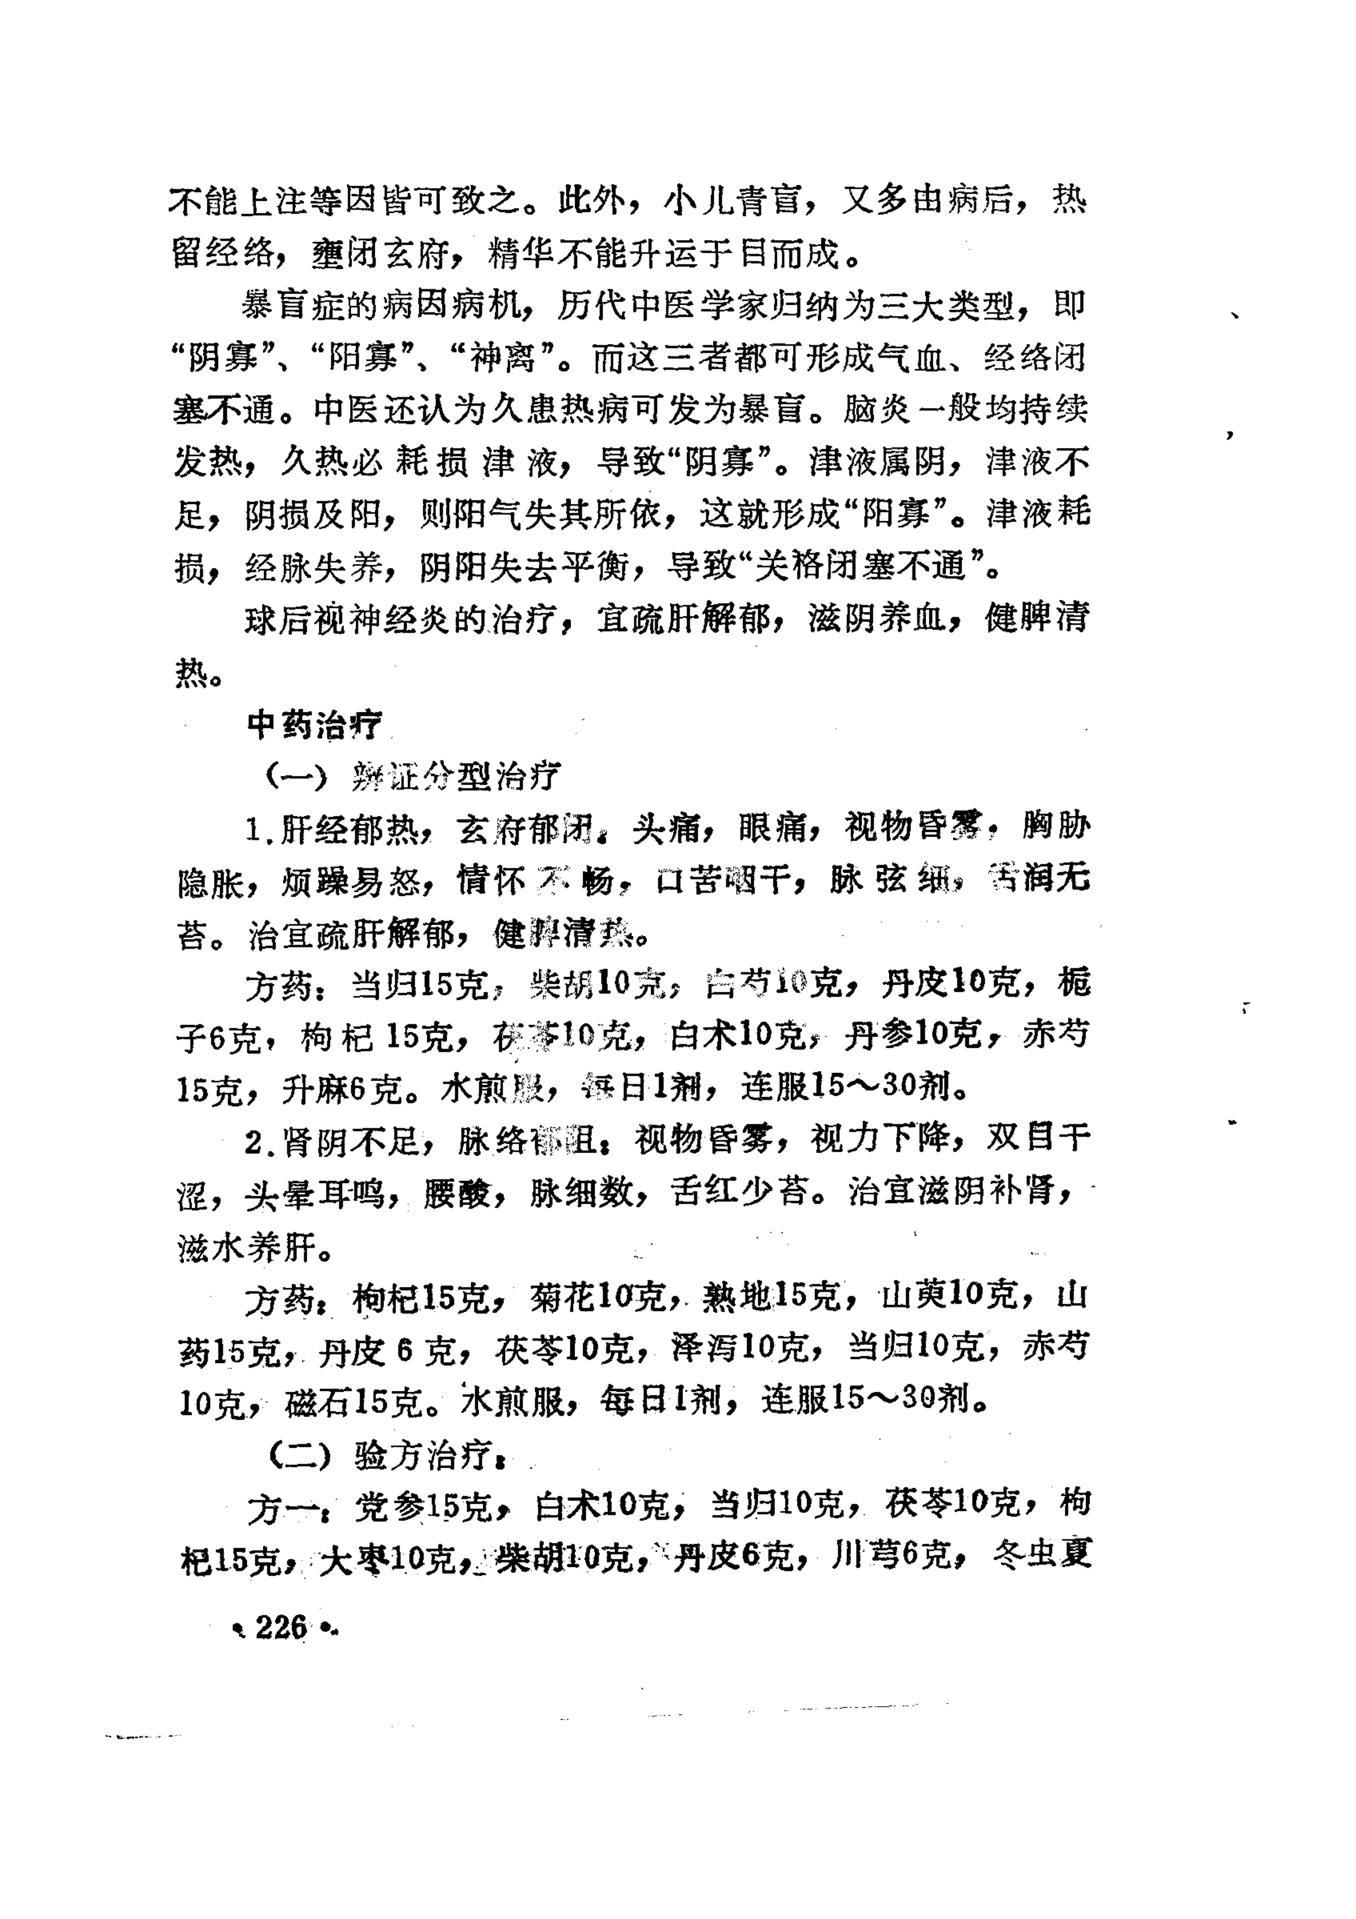 不能上注等因皆可致之。此外，小儿青盲，又多由病后，热
留经络，壅闭玄府，精华不能升运于目而成。
暴盲症的病因病机，历代中医学家归纳为三大类型，即
“阴寡”、“阳寡”、“神离”。而这三者都可形成气血、经络闭
塞不通。中医还认为久患热病可发为暴盲。脑炎一般均持续
发热，久热必耗损津液，导致“阴寡”。津液属阴，津液不
足，阴损及阳，则阳气失其所依，这就形成“阳寡”。津液耗
损，经脉失养，阴阳失去平衡，导致“关格闭塞不通”。
球后视神经炎的治疗，宜疏肝解郁，滋阴养血，健脾清
热。
中药治疗
（一）辨证分型治疗
1.肝经郁热，玄府郁闭：头痛，眼痛，视物昏雾，胸胁
隐胀，烦躁易怒，情怀不畅，口苦咽干，脉弦细，舌润无
苔。治宜疏肝解郁，健脾清热。
方药：当归15克，柴胡10克，白芍10克，丹皮10克，栀
子6克，枸杞15克，茯苓10克，白术10克，丹参10克，赤芍
15克，升麻6克。水煎服，每日1剂，连服15～30剂。
2.肾阴不足，脉络郁阻：视物昏雾，视力下降，双目干
涩，头晕耳鸣，腰酸，脉细数，舌红少苔。治宜滋阴补肾，
滋水养肝。
方药：枸杞15克，菊花10克，熟地15克，山萸10克，山
药15克，丹皮6克，茯苓10克，泽泻10克，当归10克，赤芍
10克，磁石15克。水煎服，每日1剂，连服15～30剂。
（二）验方治疗：
方一：党参15克，白术10克，当归10克，茯苓10克，枸
杞15克，大枣10克，柴胡10克，丹皮6克，川芎6克，冬虫夏
• 226 •